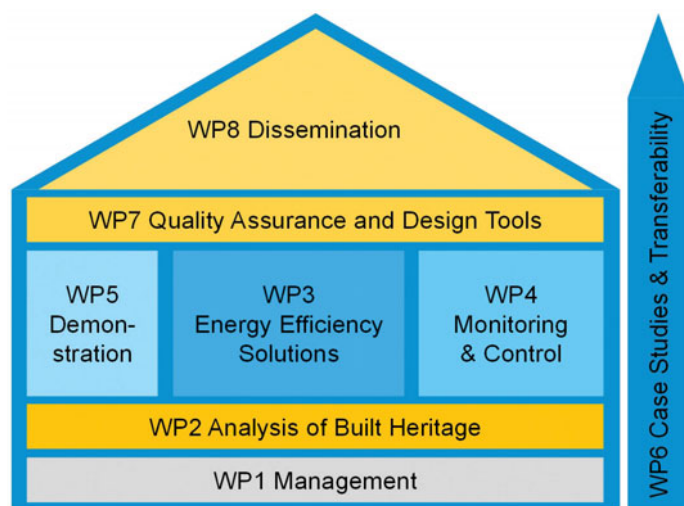 WP8 Dissemination
WP7 Quality Assurance and Design Tools
WP5
Demon-
stration
WP3
Energy Efficiency
Solutions
WP4
Monitoring
& Control
WP2 Analysis of Built Heritage
WP1 Management
WP6 Case Studies & Transferability